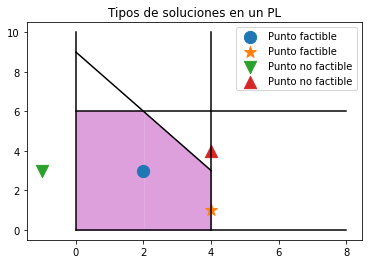 Tipos de soluciones en un PL
Punto factible
Punto factible
Punto no factible
Punto no factible
10
8
6
4
2
0
0
2
4
6
8